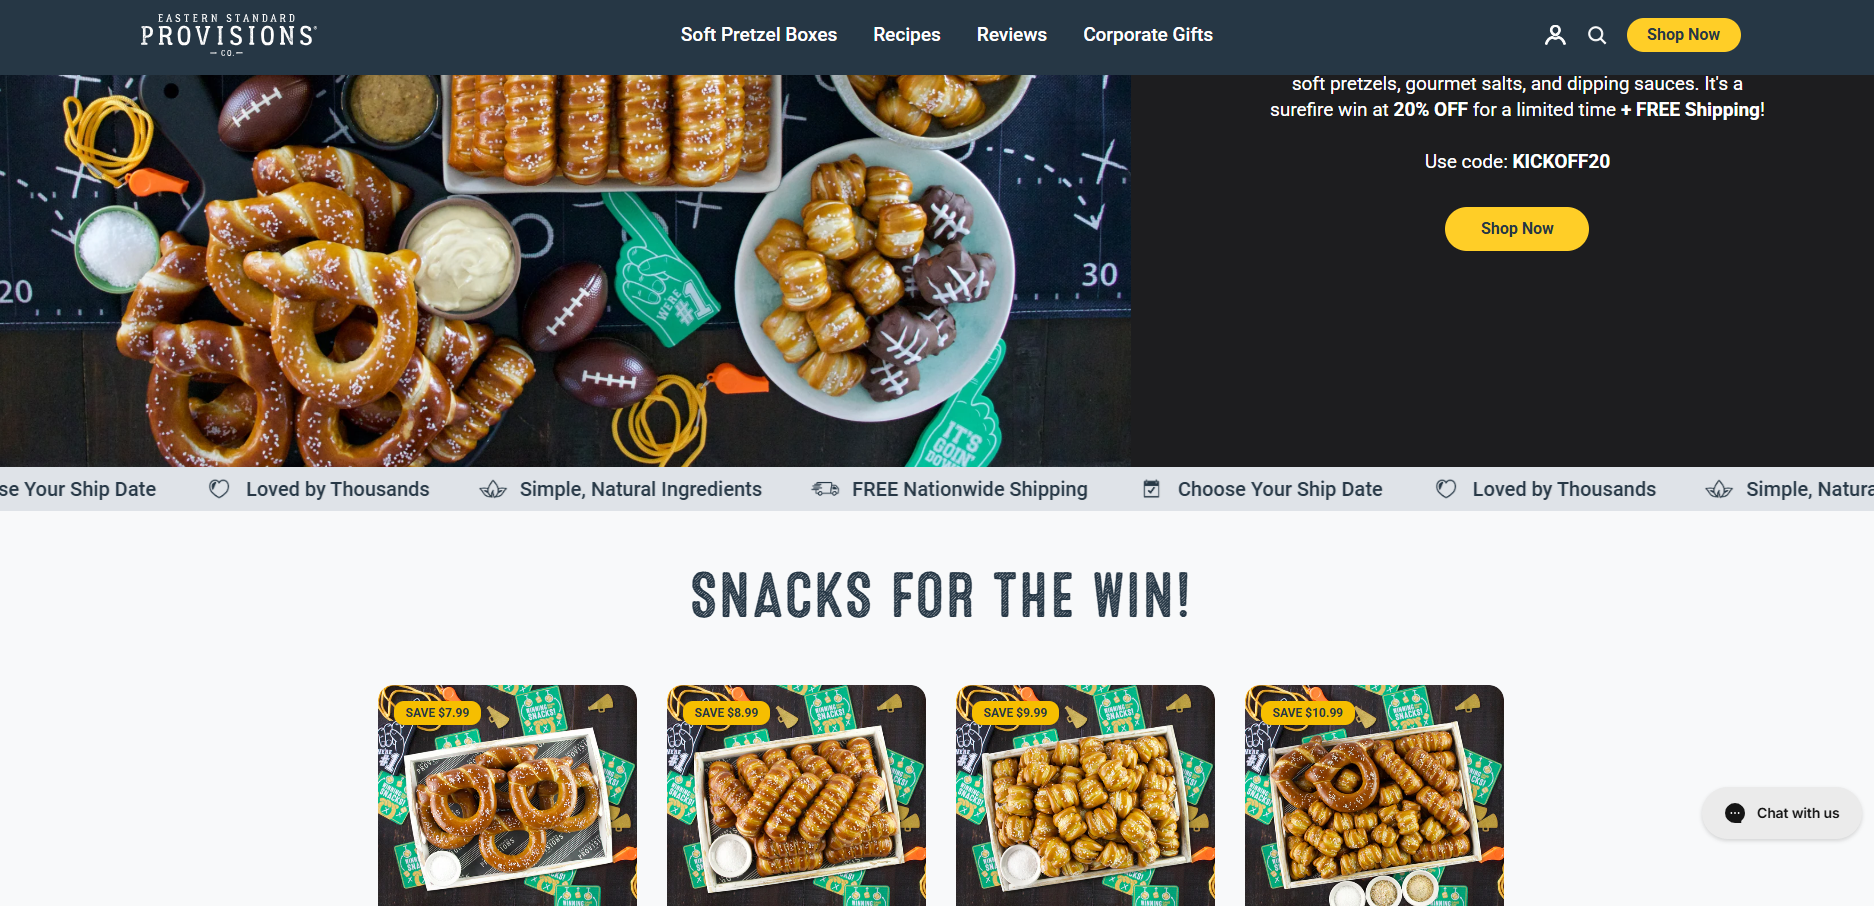 EASTERN STANDARD
PROVISIONS
CO.
Soft Pretzel Boxes
Recipes
Reviews
Corporate Gifts
Shop Now
soft pretzels, gourmet salts, and dipping sauces. It's a
surefire win at 20% OFF for a limited time + FREE Shipping!
Use code: KICKOFF20
Shop Now
20
30
WE'RE
#1
IT'S
GOIN'
se Your Ship Date
Loved by Thousands
Simple, Natural Ingredients
FREE Nationwide Shipping
Choose Your Ship Date
Loved by Thousands
Simple, Natura
SNACKS FOR THE WIN!
SAVE $7.99
SAVE $8.99
SAVE $9.99
SAVE $10.99
WINNING
SNACKS!
Chat with us